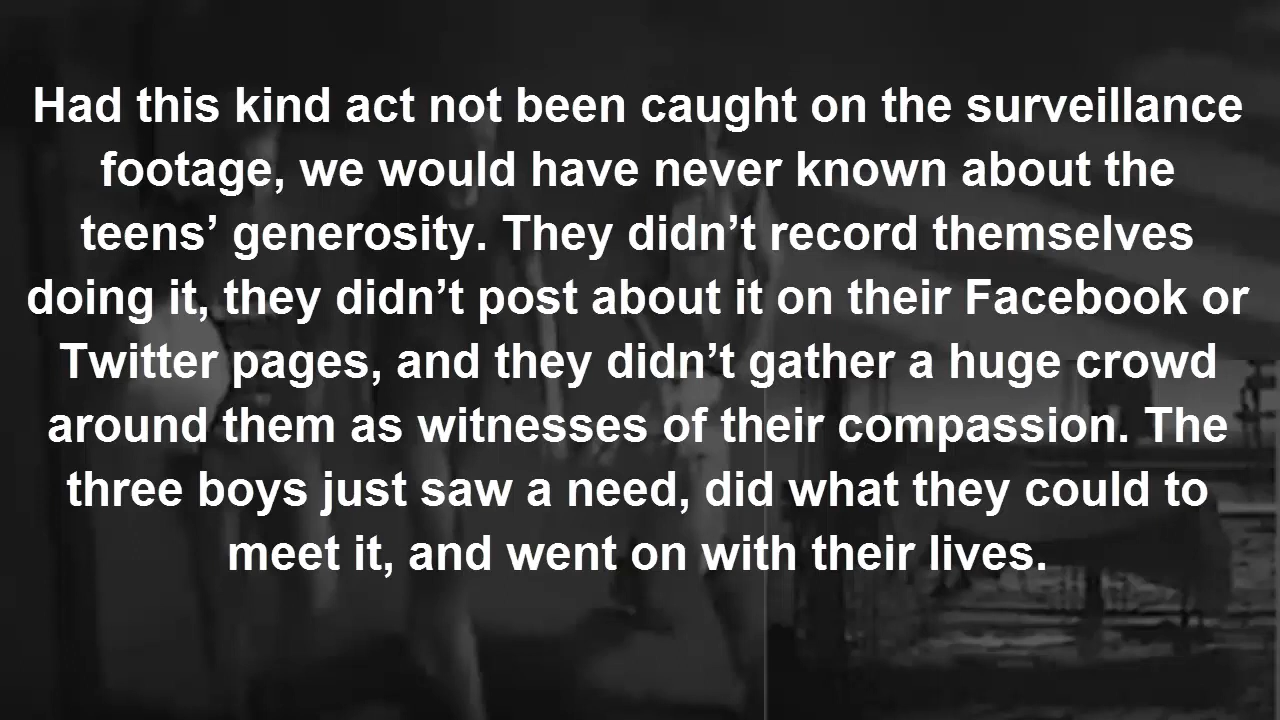 Had this kind act not been caught on the surveillance
footage, we would have never known about the
teens’ generosity. They didn’t record themselves
doing it, they didn’t post about it on their Facebook or
Twitter pages, and they didn’t gather a huge crowd
around them as witnesses of their compassion. The
three boys just saw a need, did what they could to
meet it, and went on with their lives.